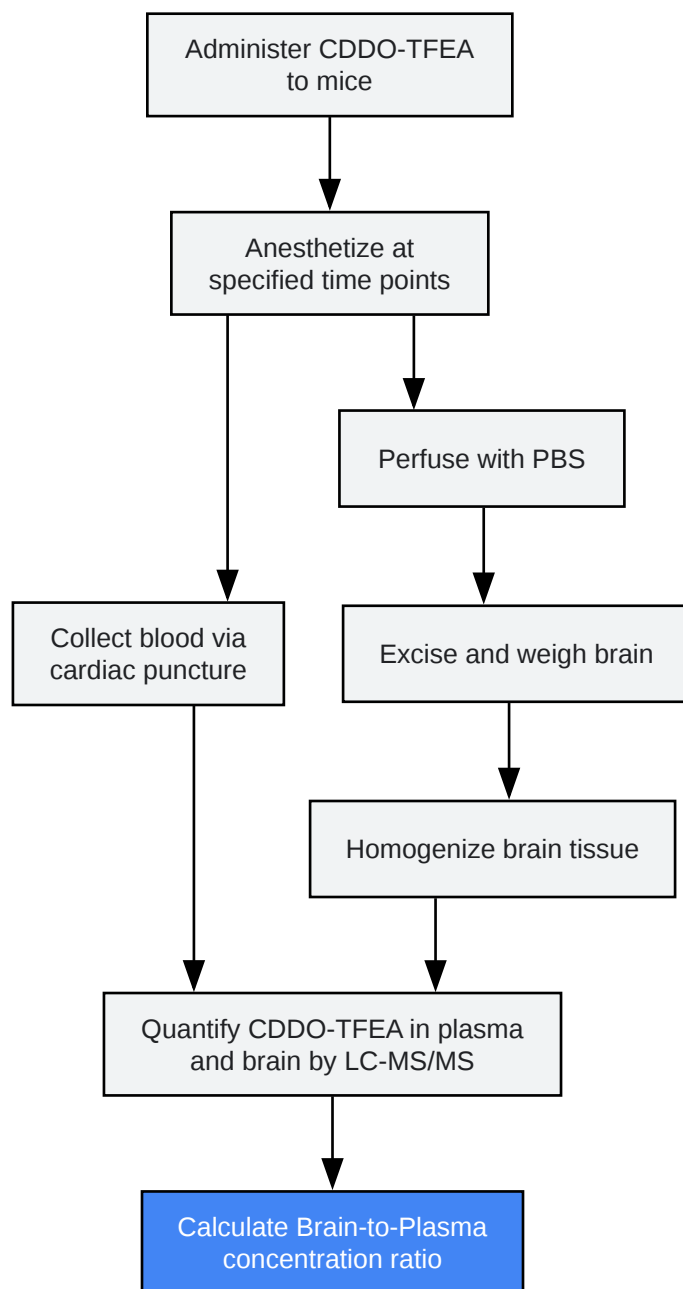 Administer CDDO-TFEA
to mice
Anesthetize at
specified time points
Perfuse with PBS
Collect blood via
cardiac puncture
Excise and weigh brain
Homogenize brain tissue
Quantify CDDO-TFEA in plasma
and brain by LC-MS/MS
Calculate Brain-to-Plasma
concentration ratio